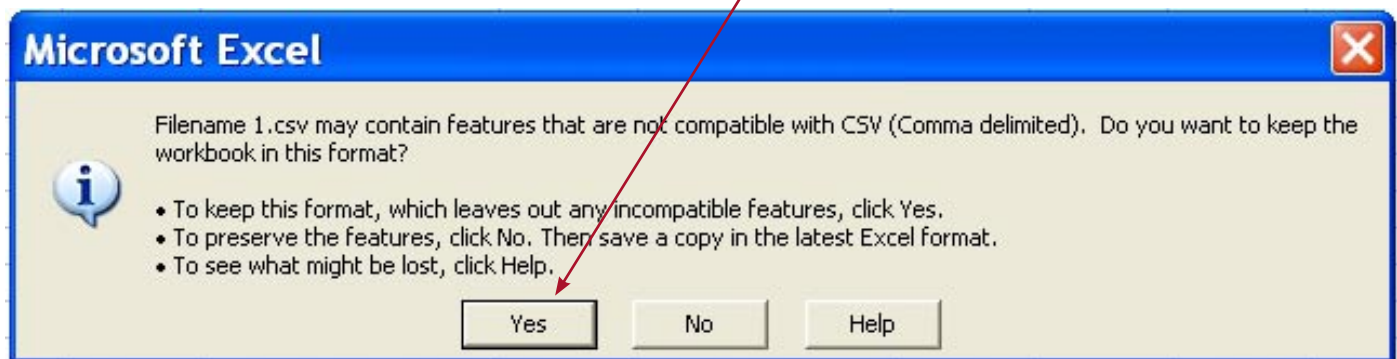 Microsoft Excel
Filename 1.csv may contain features that are not compatible with CSV (Comma delimited).  Do you want to keep the
workbook in this format?
• To keep this format, which leaves out any incompatible features, click Yes.
• To preserve the features, click No. Then save a copy in the latest Excel format.
• To see what might be lost, click Help.
Yes No Help